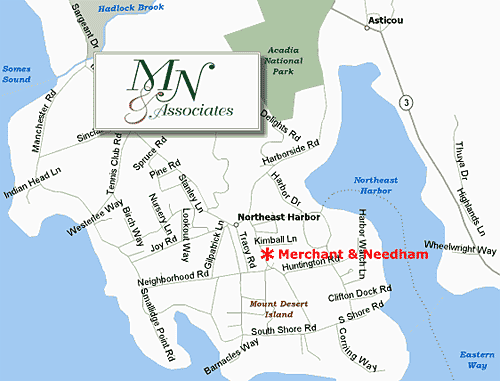 Sargeant Dr
Hadlock Brook
Asticou
Somes
Sound
Acadia
National
Park
MN
& Associates
3
Manchester Rd
Sinclai
Delights Rd
Harborside Rd
Thuya Dr
Spruce Rd
Pine Rd
Tennis Club Rd
Stanley Ln
Indian Head Ln
Northeast
Harbor
Harbor Dr
Highlands Ln
Westerlee Way
Birch Way
Nursery Ln
Lookout Way
Gilpatrick Ln
Northeast Harbor
Harbor Watch Ln
Joy Rd
Tracy Rd
Kimball Ln
Merchant & Needham
Wheelwright Way
Neighborhood Rd
Huntington Rd
Smallidge Point Rd
Mount Desert
Island
Clifton Dock Rd
S Shore Rd
South Shore Rd
Barnacles Way
Corning Way
Eastern
Way